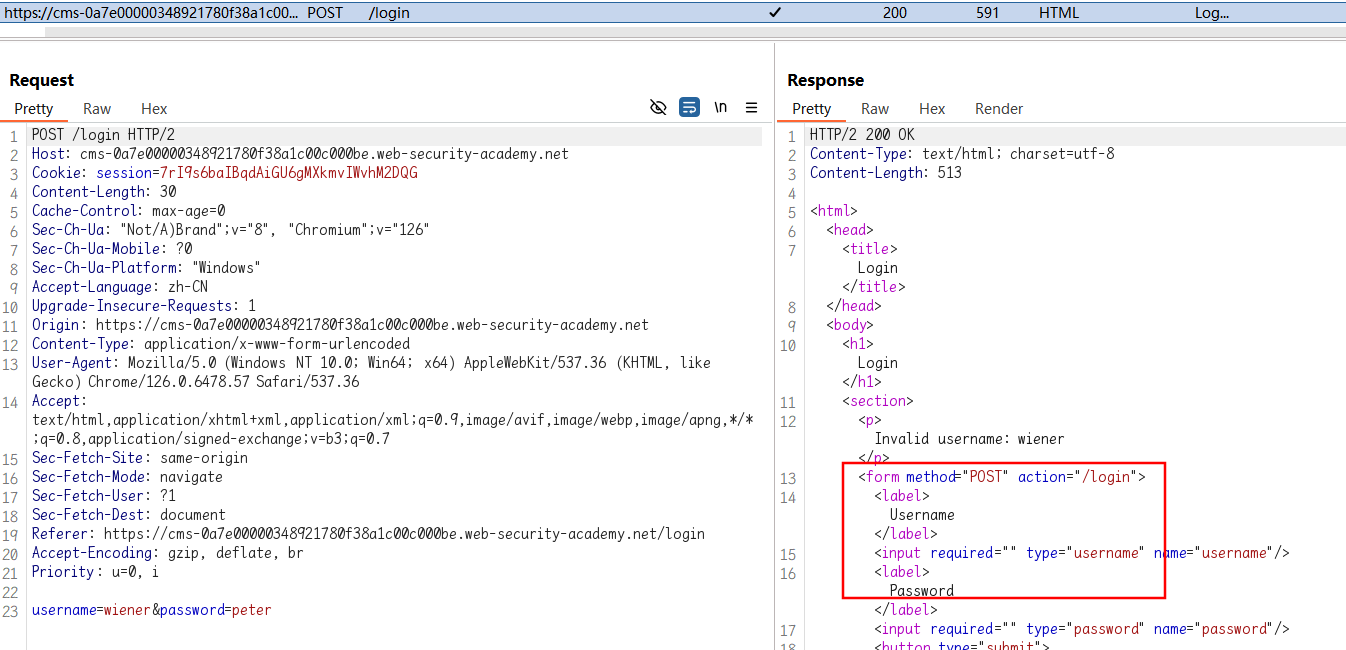 https://cms-0a7e00000348921780f38a1c00... POST /login ✓ 200 591 HTML Log...
Request
Pretty Raw Hex
\n
1 POST /login HTTP/2
2 Host: cms-0a7e00000348921780f38a1c00c000be.web-security-academy.net
3 Cookie: session=7rI9s6baIBqdAiGU6gMXkmvIWvhM2DQG
4 Content-Length: 30
5 Cache-Control: max-age=0
6 Sec-Ch-Ua: "Not/A)Brand";v="8", "Chromium";v="126"
7 Sec-Ch-Ua-Mobile: ?0
8 Sec-Ch-Ua-Platform: "Windows"
9 Accept-Language: zh-CN
10 Upgrade-Insecure-Requests: 1
11 Origin: https://cms-0a7e00000348921780f38a1c00c000be.web-security-academy.net
12 Content-Type: application/x-www-form-urlencoded
13 User-Agent: Mozilla/5.0 (Windows NT 10.0; Win64; x64) AppleWebKit/537.36 (KHTML, like
Gecko) Chrome/126.0.6478.57 Safari/537.36
14 Accept:
text/html,application/xhtml+xml,application/xml;q=0.9,image/avif,image/webp,image/apng,*/*
;q=0.8,application/signed-exchange;v=b3;q=0.7
15 Sec-Fetch-Site: same-origin
16 Sec-Fetch-Mode: navigate
17 Sec-Fetch-User: ?1
18 Sec-Fetch-Dest: document
19 Referer: https://cms-0a7e00000348921780f38a1c00c000be.web-security-academy.net/login
20 Accept-Encoding: gzip, deflate, br
21 Priority: u=0, i
22
23 username=wiener&password=peter
Response
Pretty Raw Hex Render
1 HTTP/2 200 OK
2 Content-Type: text/html; charset=utf-8
3 Content-Length: 513
4
5 <html>
6 <head>
7 <title>
Login
</title>
8 </head>
9 <body>
10 <h1>
Login
</h1>
11 <section>
12 <p>
Invalid username: wiener
</p>
13 <form method="POST" action="/login">
14 <label>
Username
</label>
15 <input required="" type="username" name="username"/>
16 <label>
Password
</label>
17 <input required="" type="password" name="password"/>
18 <button type="submit">